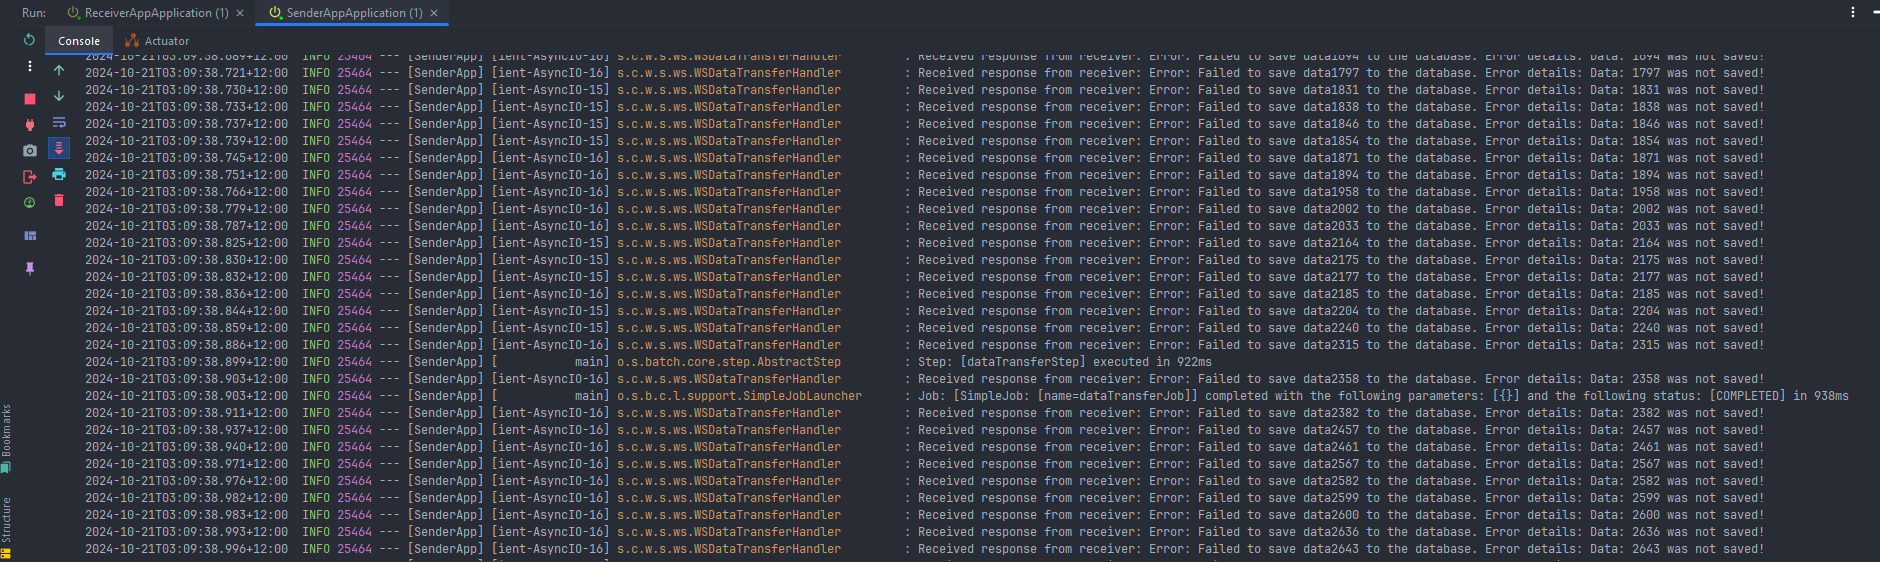 Run: ReceiverAppApplication (1) × SenderAppApplication (1) ×
Console Actuator
2024-10-21T03:09:38.689+12:00 INFO 25464 --- [SenderApp] [ient-AsyncIO-16] s.c.w.s.ws.WSDataTransferHandler : Received response from receiver: Error: Failed to save data1694 to the database. Error details: Data: 1694 was not saved!
2024-10-21T03:09:38.721+12:00 INFO 25464 --- [SenderApp] [ient-AsyncIO-16] s.c.w.s.ws.WSDataTransferHandler : Received response from receiver: Error: Failed to save data1797 to the database. Error details: Data: 1797 was not saved!
2024-10-21T03:09:38.730+12:00 INFO 25464 --- [SenderApp] [ient-AsyncIO-15] s.c.w.s.ws.WSDataTransferHandler : Received response from receiver: Error: Failed to save data1831 to the database. Error details: Data: 1831 was not saved!
2024-10-21T03:09:38.733+12:00 INFO 25464 --- [SenderApp] [ient-AsyncIO-15] s.c.w.s.ws.WSDataTransferHandler : Received response from receiver: Error: Failed to save data1838 to the database. Error details: Data: 1838 was not saved!
2024-10-21T03:09:38.737+12:00 INFO 25464 --- [SenderApp] [ient-AsyncIO-15] s.c.w.s.ws.WSDataTransferHandler : Received response from receiver: Error: Failed to save data1846 to the database. Error details: Data: 1846 was not saved!
2024-10-21T03:09:38.739+12:00 INFO 25464 --- [SenderApp] [ient-AsyncIO-15] s.c.w.s.ws.WSDataTransferHandler : Received response from receiver: Error: Failed to save data1854 to the database. Error details: Data: 1854 was not saved!
2024-10-21T03:09:38.745+12:00 INFO 25464 --- [SenderApp] [ient-AsyncIO-16] s.c.w.s.ws.WSDataTransferHandler : Received response from receiver: Error: Failed to save data1871 to the database. Error details: Data: 1871 was not saved!
2024-10-21T03:09:38.751+12:00 INFO 25464 --- [SenderApp] [ient-AsyncIO-16] s.c.w.s.ws.WSDataTransferHandler : Received response from receiver: Error: Failed to save data1894 to the database. Error details: Data: 1894 was not saved!
2024-10-21T03:09:38.766+12:00 INFO 25464 --- [SenderApp] [ient-AsyncIO-16] s.c.w.s.ws.WSDataTransferHandler : Received response from receiver: Error: Failed to save data1958 to the database. Error details: Data: 1958 was not saved!
2024-10-21T03:09:38.779+12:00 INFO 25464 --- [SenderApp] [ient-AsyncIO-16] s.c.w.s.ws.WSDataTransferHandler : Received response from receiver: Error: Failed to save data2002 to the database. Error details: Data: 2002 was not saved!
2024-10-21T03:09:38.787+12:00 INFO 25464 --- [SenderApp] [ient-AsyncIO-16] s.c.w.s.ws.WSDataTransferHandler : Received response from receiver: Error: Failed to save data2033 to the database. Error details: Data: 2033 was not saved!
2024-10-21T03:09:38.825+12:00 INFO 25464 --- [SenderApp] [ient-AsyncIO-15] s.c.w.s.ws.WSDataTransferHandler : Received response from receiver: Error: Failed to save data2164 to the database. Error details: Data: 2164 was not saved!
2024-10-21T03:09:38.830+12:00 INFO 25464 --- [SenderApp] [ient-AsyncIO-15] s.c.w.s.ws.WSDataTransferHandler : Received response from receiver: Error: Failed to save data2175 to the database. Error details: Data: 2175 was not saved!
2024-10-21T03:09:38.832+12:00 INFO 25464 --- [SenderApp] [ient-AsyncIO-15] s.c.w.s.ws.WSDataTransferHandler : Received response from receiver: Error: Failed to save data2177 to the database. Error details: Data: 2177 was not saved!
2024-10-21T03:09:38.836+12:00 INFO 25464 --- [SenderApp] [ient-AsyncIO-16] s.c.w.s.ws.WSDataTransferHandler : Received response from receiver: Error: Failed to save data2185 to the database. Error details: Data: 2185 was not saved!
2024-10-21T03:09:38.844+12:00 INFO 25464 --- [SenderApp] [ient-AsyncIO-15] s.c.w.s.ws.WSDataTransferHandler : Received response from receiver: Error: Failed to save data2204 to the database. Error details: Data: 2204 was not saved!
2024-10-21T03:09:38.859+12:00 INFO 25464 --- [SenderApp] [ient-AsyncIO-15] s.c.w.s.ws.WSDataTransferHandler : Received response from receiver: Error: Failed to save data2240 to the database. Error details: Data: 2240 was not saved!
2024-10-21T03:09:38.886+12:00 INFO 25464 --- [SenderApp] [ient-AsyncIO-16] s.c.w.s.ws.WSDataTransferHandler : Received response from receiver: Error: Failed to save data2315 to the database. Error details: Data: 2315 was not saved!
2024-10-21T03:09:38.899+12:00 INFO 25464 --- [SenderApp] [ main] o.s.batch.core.step.AbstractStep : Step: [dataTransferStep] executed in 922ms
2024-10-21T03:09:38.903+12:00 INFO 25464 --- [SenderApp] [ient-AsyncIO-16] s.c.w.s.ws.WSDataTransferHandler : Received response from receiver: Error: Failed to save data2358 to the database. Error details: Data: 2358 was not saved!
2024-10-21T03:09:38.903+12:00 INFO 25464 --- [SenderApp] [ main] o.s.b.c.l.support.SimpleJobLauncher : Job: [SimpleJob: [name=dataTransferJob]] completed with the following parameters: [{}] and the following status: [COMPLETED] in 938ms
2024-10-21T03:09:38.911+12:00 INFO 25464 --- [SenderApp] [ient-AsyncIO-16] s.c.w.s.ws.WSDataTransferHandler : Received response from receiver: Error: Failed to save data2382 to the database. Error details: Data: 2382 was not saved!
2024-10-21T03:09:38.937+12:00 INFO 25464 --- [SenderApp] [ient-AsyncIO-16] s.c.w.s.ws.WSDataTransferHandler : Received response from receiver: Error: Failed to save data2457 to the database. Error details: Data: 2457 was not saved!
2024-10-21T03:09:38.940+12:00 INFO 25464 --- [SenderApp] [ient-AsyncIO-16] s.c.w.s.ws.WSDataTransferHandler : Received response from receiver: Error: Failed to save data2461 to the database. Error details: Data: 2461 was not saved!
2024-10-21T03:09:38.971+12:00 INFO 25464 --- [SenderApp] [ient-AsyncIO-16] s.c.w.s.ws.WSDataTransferHandler : Received response from receiver: Error: Failed to save data2567 to the database. Error details: Data: 2567 was not saved!
2024-10-21T03:09:38.976+12:00 INFO 25464 --- [SenderApp] [ient-AsyncIO-16] s.c.w.s.ws.WSDataTransferHandler : Received response from receiver: Error: Failed to save data2582 to the database. Error details: Data: 2582 was not saved!
2024-10-21T03:09:38.982+12:00 INFO 25464 --- [SenderApp] [ient-AsyncIO-16] s.c.w.s.ws.WSDataTransferHandler : Received response from receiver: Error: Failed to save data2599 to the database. Error details: Data: 2599 was not saved!
2024-10-21T03:09:38.983+12:00 INFO 25464 --- [SenderApp] [ient-AsyncIO-16] s.c.w.s.ws.WSDataTransferHandler : Received response from receiver: Error: Failed to save data2600 to the database. Error details: Data: 2600 was not saved!
2024-10-21T03:09:38.993+12:00 INFO 25464 --- [SenderApp] [ient-AsyncIO-16] s.c.w.s.ws.WSDataTransferHandler : Received response from receiver: Error: Failed to save data2636 to the database. Error details: Data: 2636 was not saved!
2024-10-21T03:09:38.996+12:00 INFO 25464 --- [SenderApp] [ient-AsyncIO-16] s.c.w.s.ws.WSDataTransferHandler : Received response from receiver: Error: Failed to save data2643 to the database. Error details: Data: 2643 was not saved!
Bookmarks
Structure